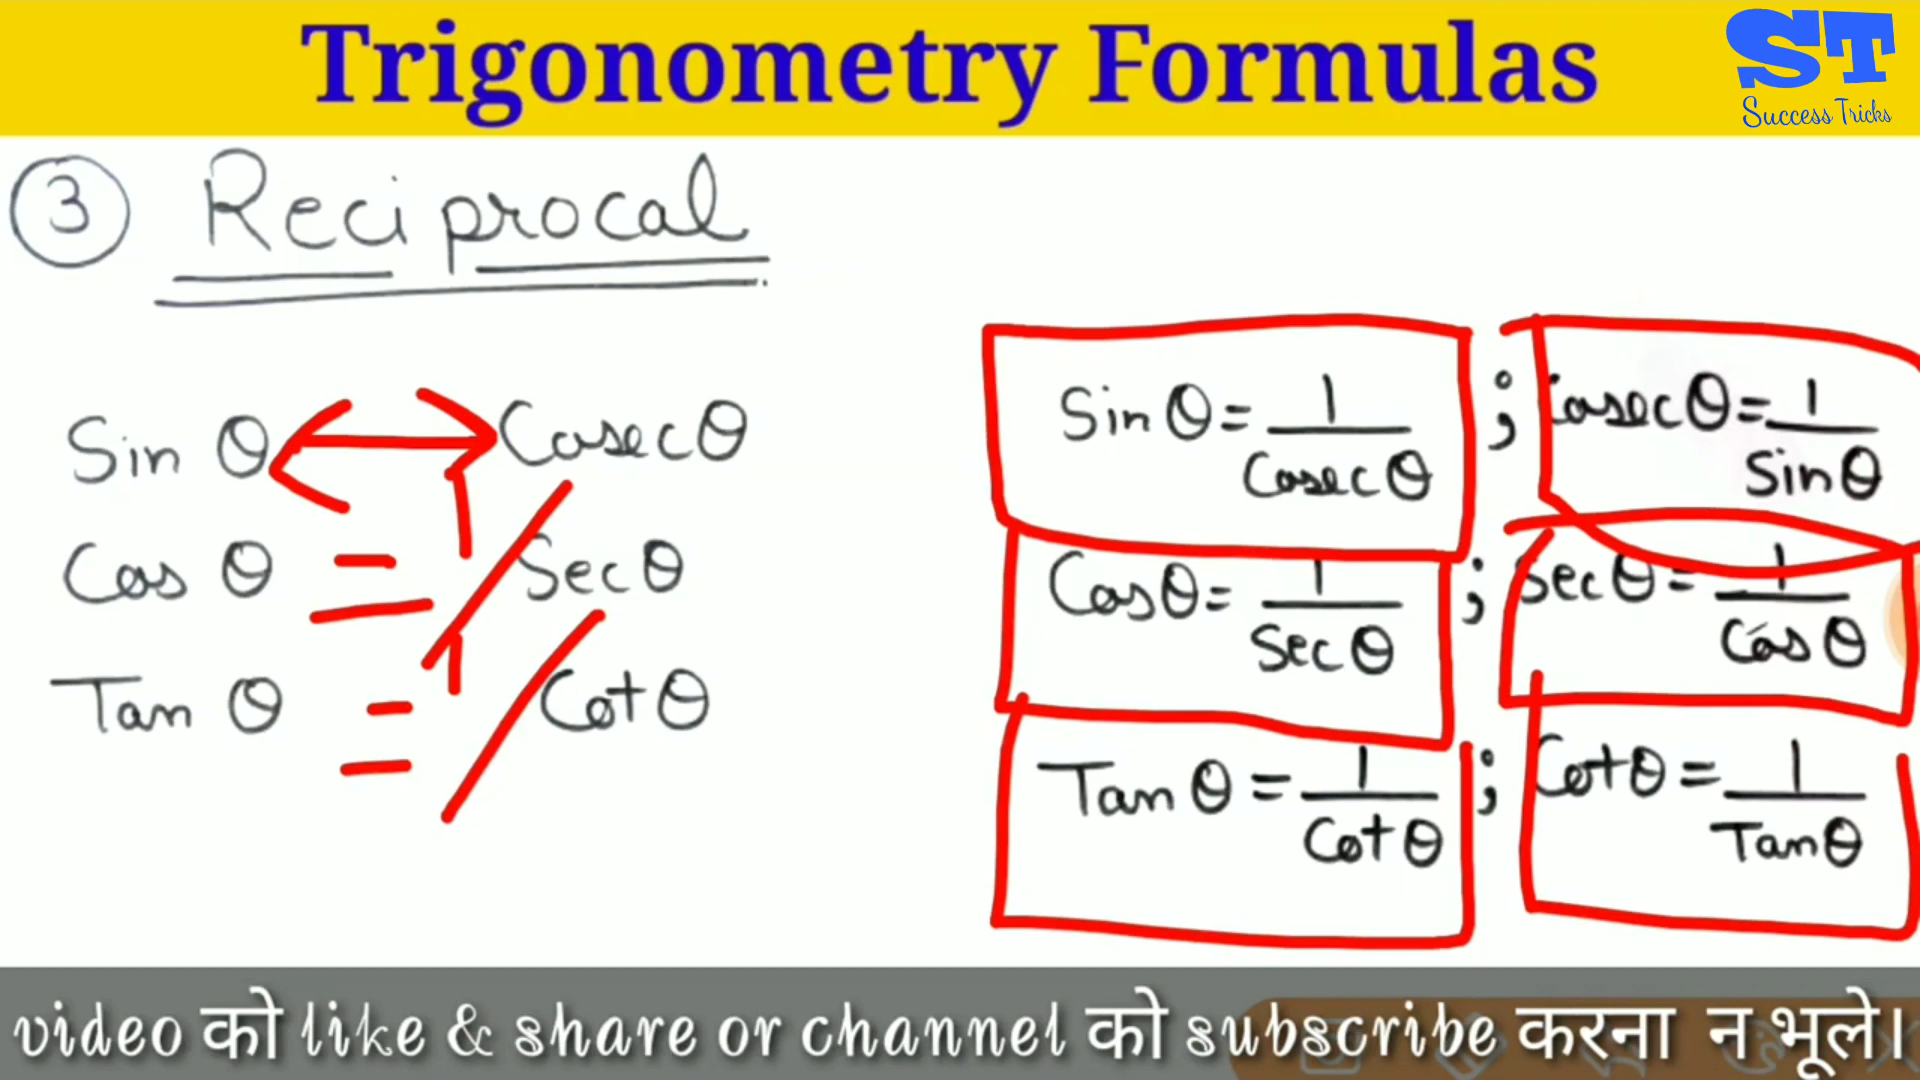 Trigonometry Formulas
ST
Success Tricks
3 Reciprocal
Sin θ Cosec θ
Cos θ = 1/Sec θ
Tan θ = 1/Cot θ
Sin θ = 1/Cosec θ ; Cosec θ = 1/Sin θ
Cos θ = 1/Sec θ ; Sec θ = 1/Cos θ
Tan θ = 1/Cot θ ; Cot θ = 1/Tan θ
video को like & share or channel को subscribe करना न भूले।